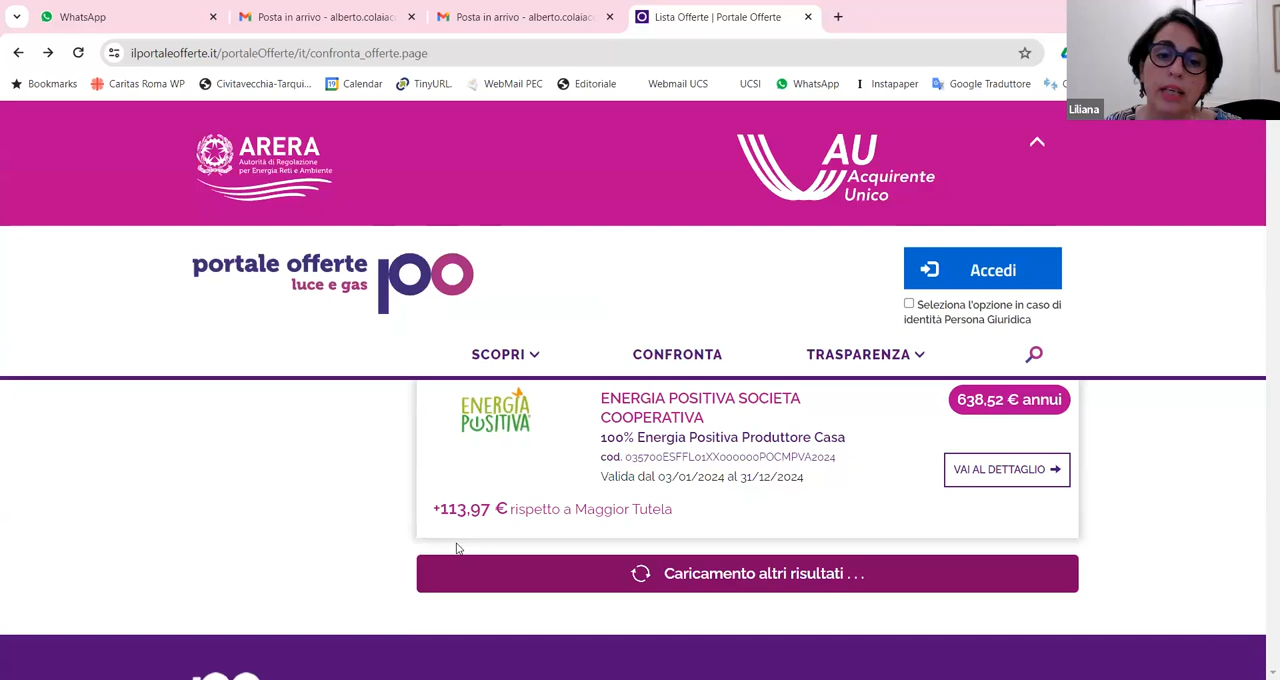 WhatsApp
Posta in arrivo - alberto.colaiac
Posta in arrivo - alberto.colaiac
Lista Offerte | Portale Offerte
ilportaleofferte.it/portaleOfferte/it/confronta_offerte.page
Bookmarks
Caritas Roma WP
Civitavecchia-Tarqui...
Calendar
TinyURL.
WebMail PEC
Editoriale
Webmail UCS
UCSI
WhatsApp
Instapaper
Google Traduttore
Liliana
ARERA
Autorità di Regolazione
per Energia Reti e Ambiente
AU
Acquirente
Unico
portale offerte
luce e gas
po
Accedi
Seleziona l'opzione in caso di
identità Persona Giuridica
SCOPRI
CONFRONTA
TRASPARENZA
ENERGIA
POSITIVA
ENERGIA POSITIVA SOCIETA
COOPERATIVA
638,52 € annui
100% Energia Positiva Produttore Casa
cod. 035700ESFFL01XX000000POCMPVA2024
Valida dal 03/01/2024 al 31/12/2024
VAI AL DETTAGLIO
+113,97 € rispetto a Maggior Tutela
Caricamento altri risultati . . .